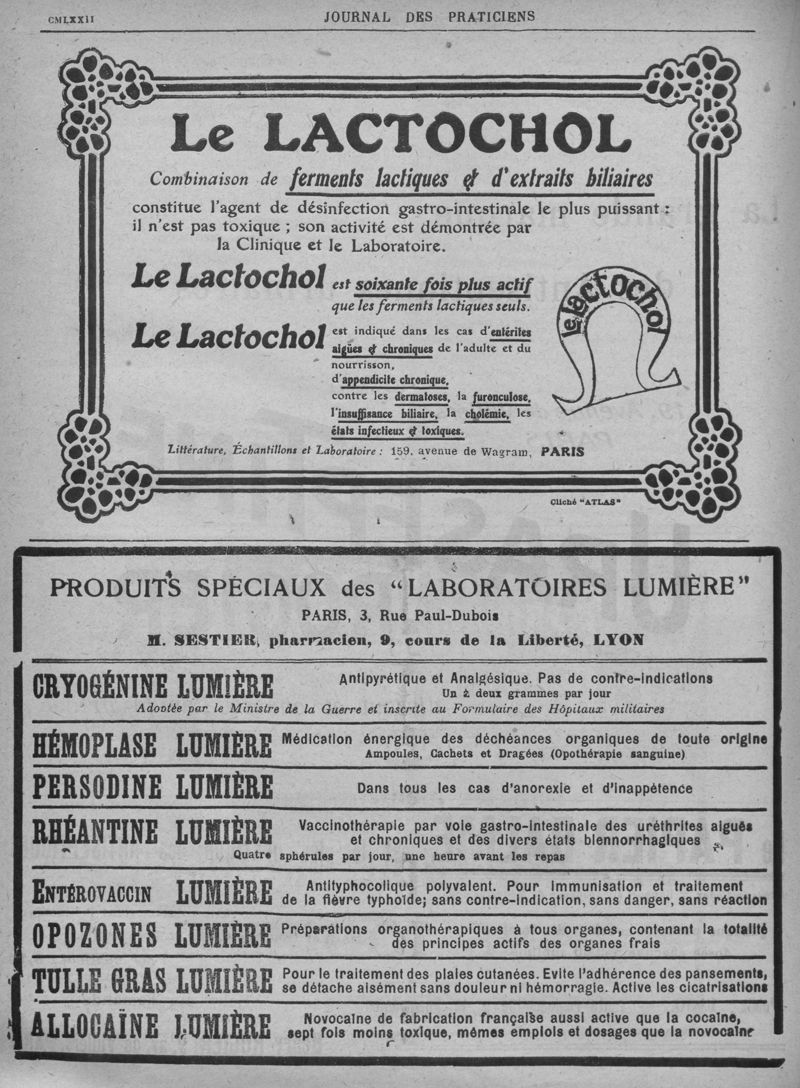 CMLXXII
JOURNAL DES PRATICIENS
Le LACTOCHOL
Combinaison de ferments lactiques & d'extraits biliaires
constitue l'agent de désinfection gastro-intestinale le plus puissant :
il n'est pas toxique ; son activité est démontrée par
la Clinique et le Laboratoire.
Le Lactochol est soixante fois plus actif
que les ferments lactiques seuls.
Le Lactochol est indiqué dans les cas d'entérites
aigües & chroniques de l'adulte et du
nourrisson,
d'appendicite chronique,
contre les dermatoses, la furonculose,
l'insuffisance biliaire, la cholémie, les
états infectieux & toxiques.
le lactochol
Littérature, Échantillons et Laboratoire : 159, avenue de Wagram, PARIS
Cliché "ATLAS"
PRODUITS SPÉCIAUX des "LABORATOIRES LUMIÈRE"
PARIS, 3, Rue Paul-Dubois
M. SESTIER, pharmacien, 9, cours de la Liberté, LYON
CRYOGÉNINE LUMIÈRE
Antipyrétique et Analgésique. Pas de contre-indications
Un à deux grammes par jour
Adoptée par le Ministre de la Guerre et inscrite au Formulaire des Hôpitaux militaires
HÉMOPLASE LUMIÈRE
Médication énergique des déchéances organiques de toute origine
Ampoules, Cachets et Dragées (Opothérapie sanguine)
PERSODINE LUMIÈRE
Dans tous les cas d'anorexie et d'inappétence
RHÉANTINE LUMIÈRE
Vaccinothérapie par voie gastro-intestinale des uréthrites aiguës
et chroniques et des divers états blennorrhagiques
Quatre sphérules par jour, une heure avant les repas
ENTÉROVACCIN LUMIÈRE
Antityphocolique polyvalent. Pour immunisation et traitement
de la fièvre typhoïde; sans contre-indication, sans danger, sans réaction
OPOZONES LUMIÈRE
Préparations organothérapiques à tous organes, contenant la totalité
des principes actifs des organes frais
TULLE GRAS LUMIÈRE
Pour le traitement des plaies cutanées. Evite l'adhérence des pansements,
se détache aisément sans douleur ni hémorragie. Active les cicatrisations
ALLOCAÏNE LUMIÈRE
Novocaïne de fabrication française aussi active que la cocaïne,
sept fois moins toxique, mêmes emplois et dosages que la novocaïne